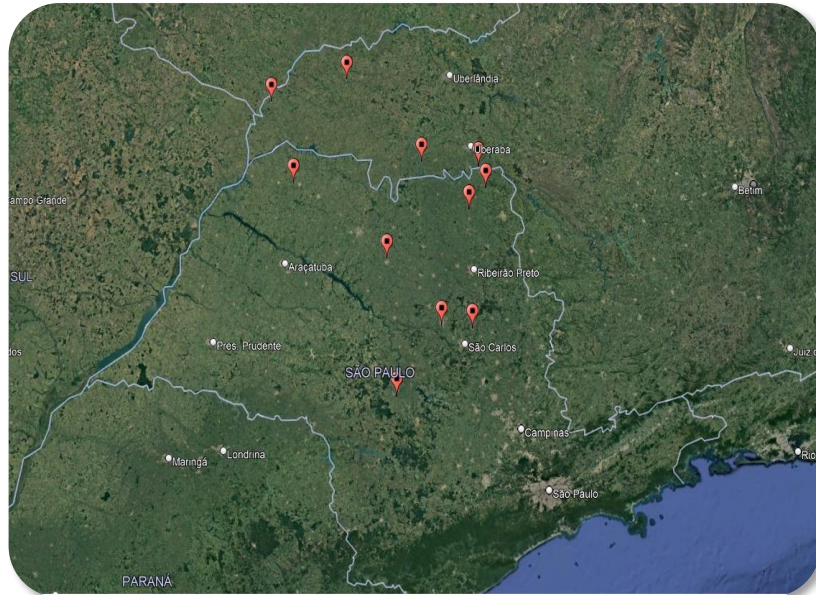 Uberlândia
Uberaba
Betim
ampo Grande
Araçatuba
Ribeirão Preto
SUL
dos
Pres. Prudente
São Carlos
Juiz d
SÃO PAULO
Campinas
Maringá
Londrina
Rio
São Paulo
PARANÁ